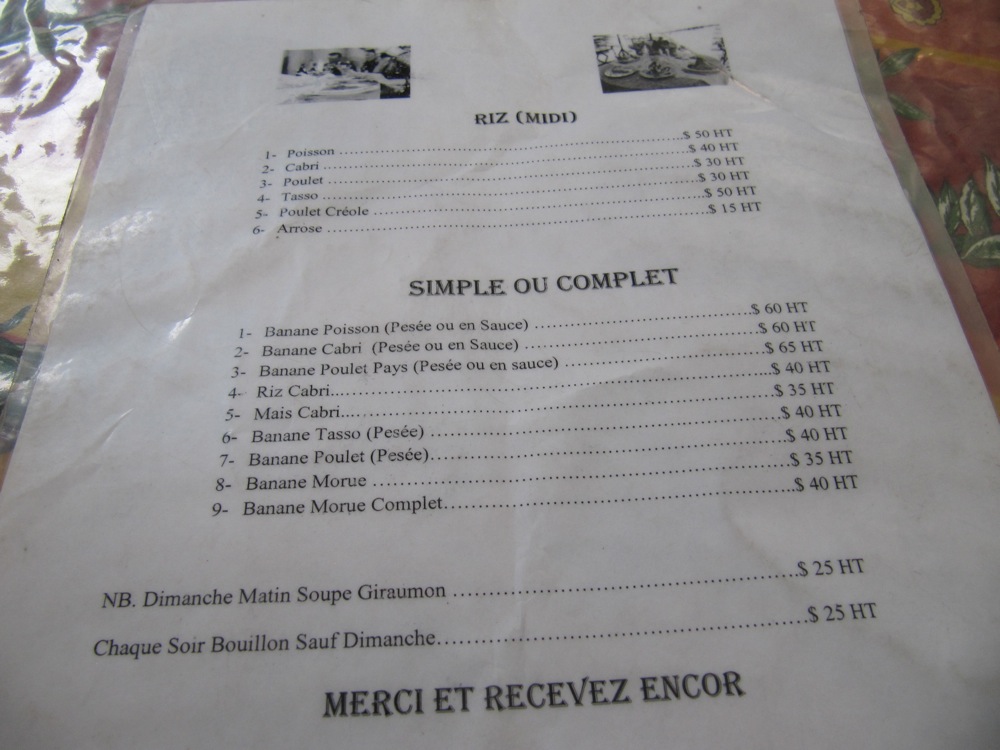 RIZ (MIDI)
1- Poisson ........................................................................$ 50 HT
2- Cabri ........................................................................$ 40 HT
3- Poulet ........................................................................$ 30 HT
4- Tasso ........................................................................$ 30 HT
5- Poulet Créole ................................................................$ 50 HT
6- Arrose ........................................................................$ 15 HT
SIMPLE OU COMPLET
1- Banane Poisson (Pesée ou en Sauce) ........................................$ 60 HT
2- Banane Cabri (Pesée ou en Sauce) ........................................$ 60 HT
3- Banane Poulet Pays (Pesée ou en sauce) ..................................$ 65 HT
4- Riz Cabri........................................................................$ 40 HT
5- Mais Cabri........................................................................$ 35 HT
6- Banane Tasso (Pesée) ........................................................$ 40 HT
7- Banane Poulet (Pesée)........................................................$ 40 HT
8- Banane Morue ................................................................$ 35 HT
9- Banane Morue Complet........................................................$ 40 HT
NB. Dimanche Matin Soupe Giraumon ................................................$ 25 HT
Chaque Soir Bouillon Sauf Dimanche................................................$ 25 HT
MERCI ET RECEVEZ ENCOR